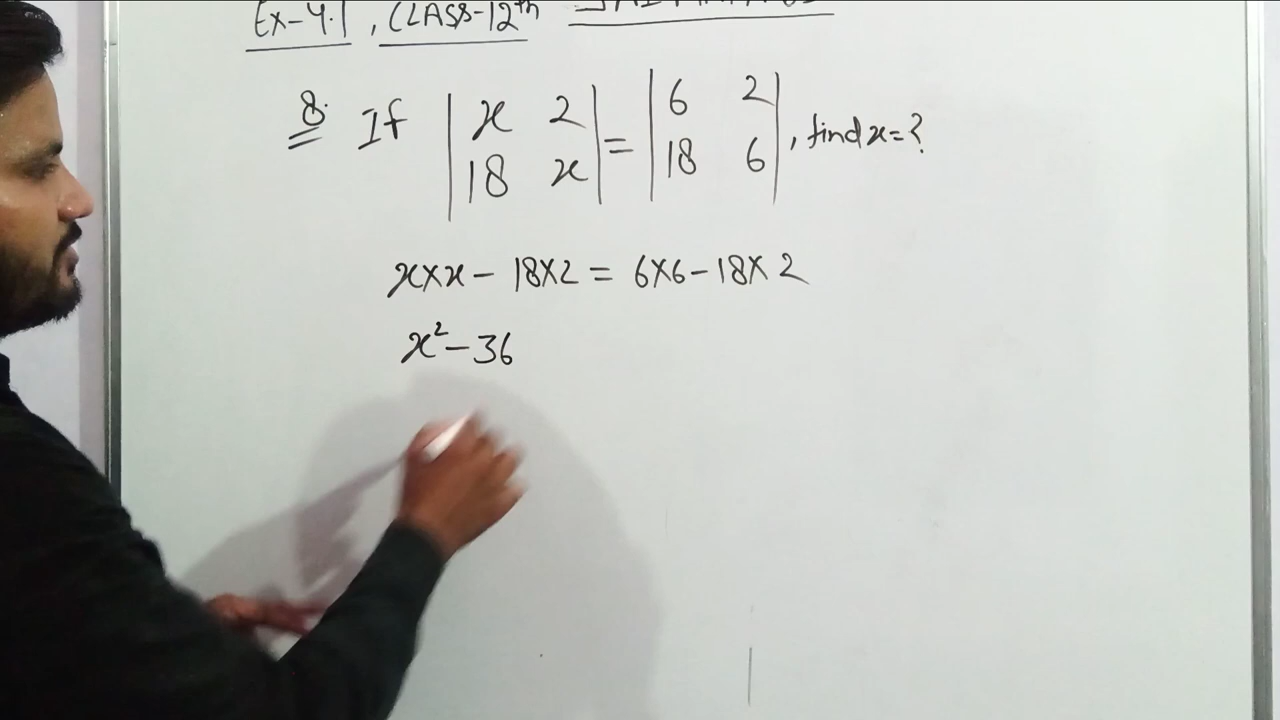 Ex-4.1, CLASS-12th
8. If | x 2 | = | 6 2 |, find x=?
| 18 x | | 18 6 |
x×x - 18×2 = 6×6 - 18×2
x² - 36